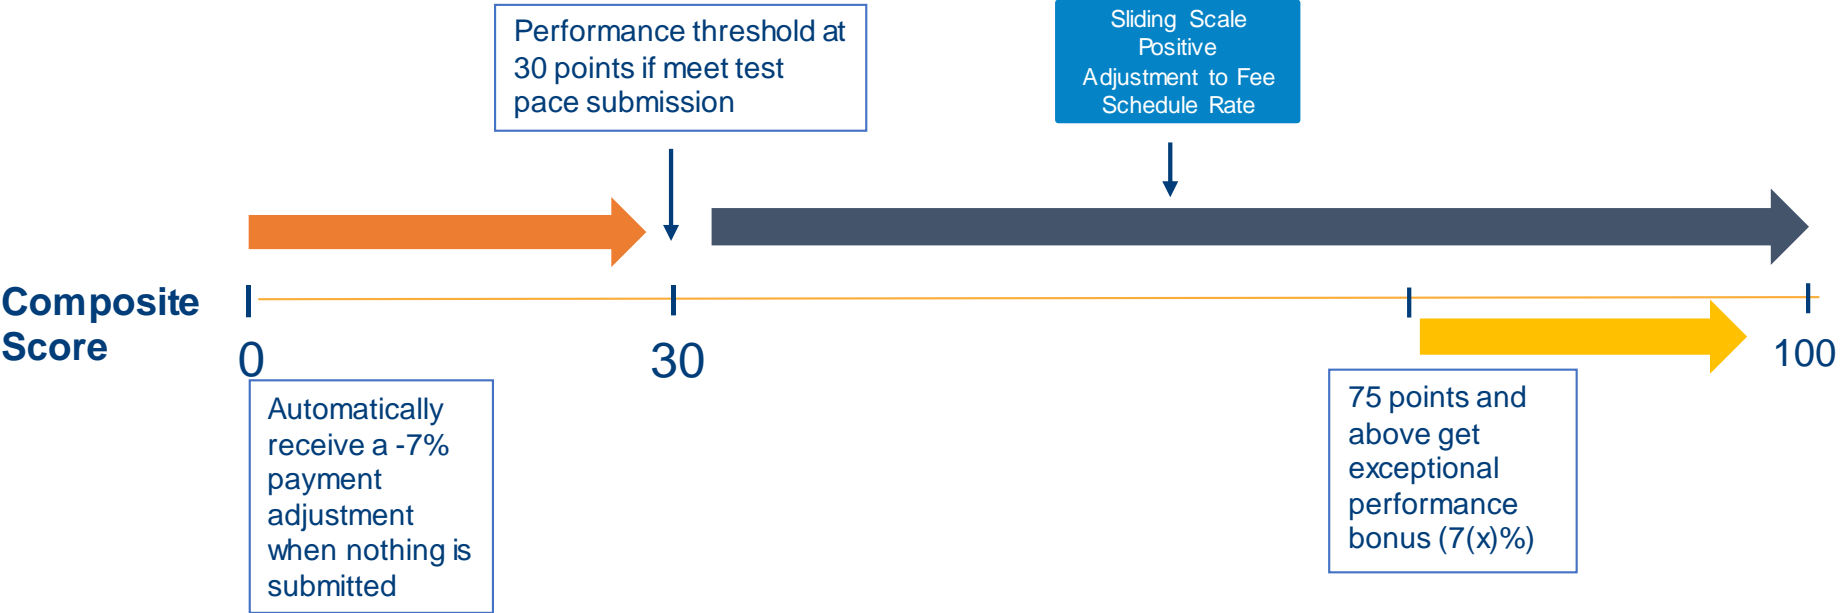 Performance threshold at
30 points if meet test
pace submission
Sliding Scale
Positive
Adjustment to Fee
Schedule Rate
Composite
Score
0
30
100
Automatically
receive a -7%
payment
adjustment
when nothing is
submitted
75 points and
above get
exceptional
performance
bonus (7(x)%)